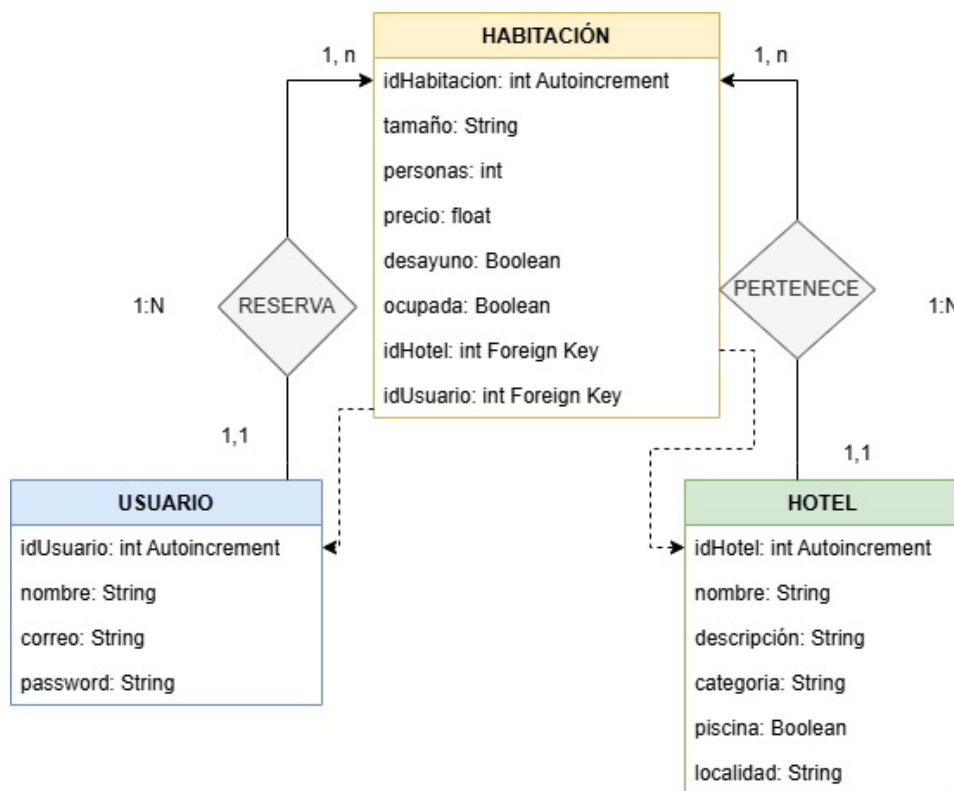 HABITACIÓN
1, n
1, n
idHabitacion: int Autoincrement
tamaño: String
personas: int
precio: float
desayuno: Boolean
ocupada: Boolean
idHotel: int Foreign Key
idUsuario: int Foreign Key
1:N
RESERVA
PERTENECE
1:N
1,1
1,1
USUARIO
idUsuario: int Autoincrement
nombre: String
correo: String
password: String
HOTEL
idHotel: int Autoincrement
nombre: String
descripción: String
categoria: String
piscina: Boolean
localidad: String